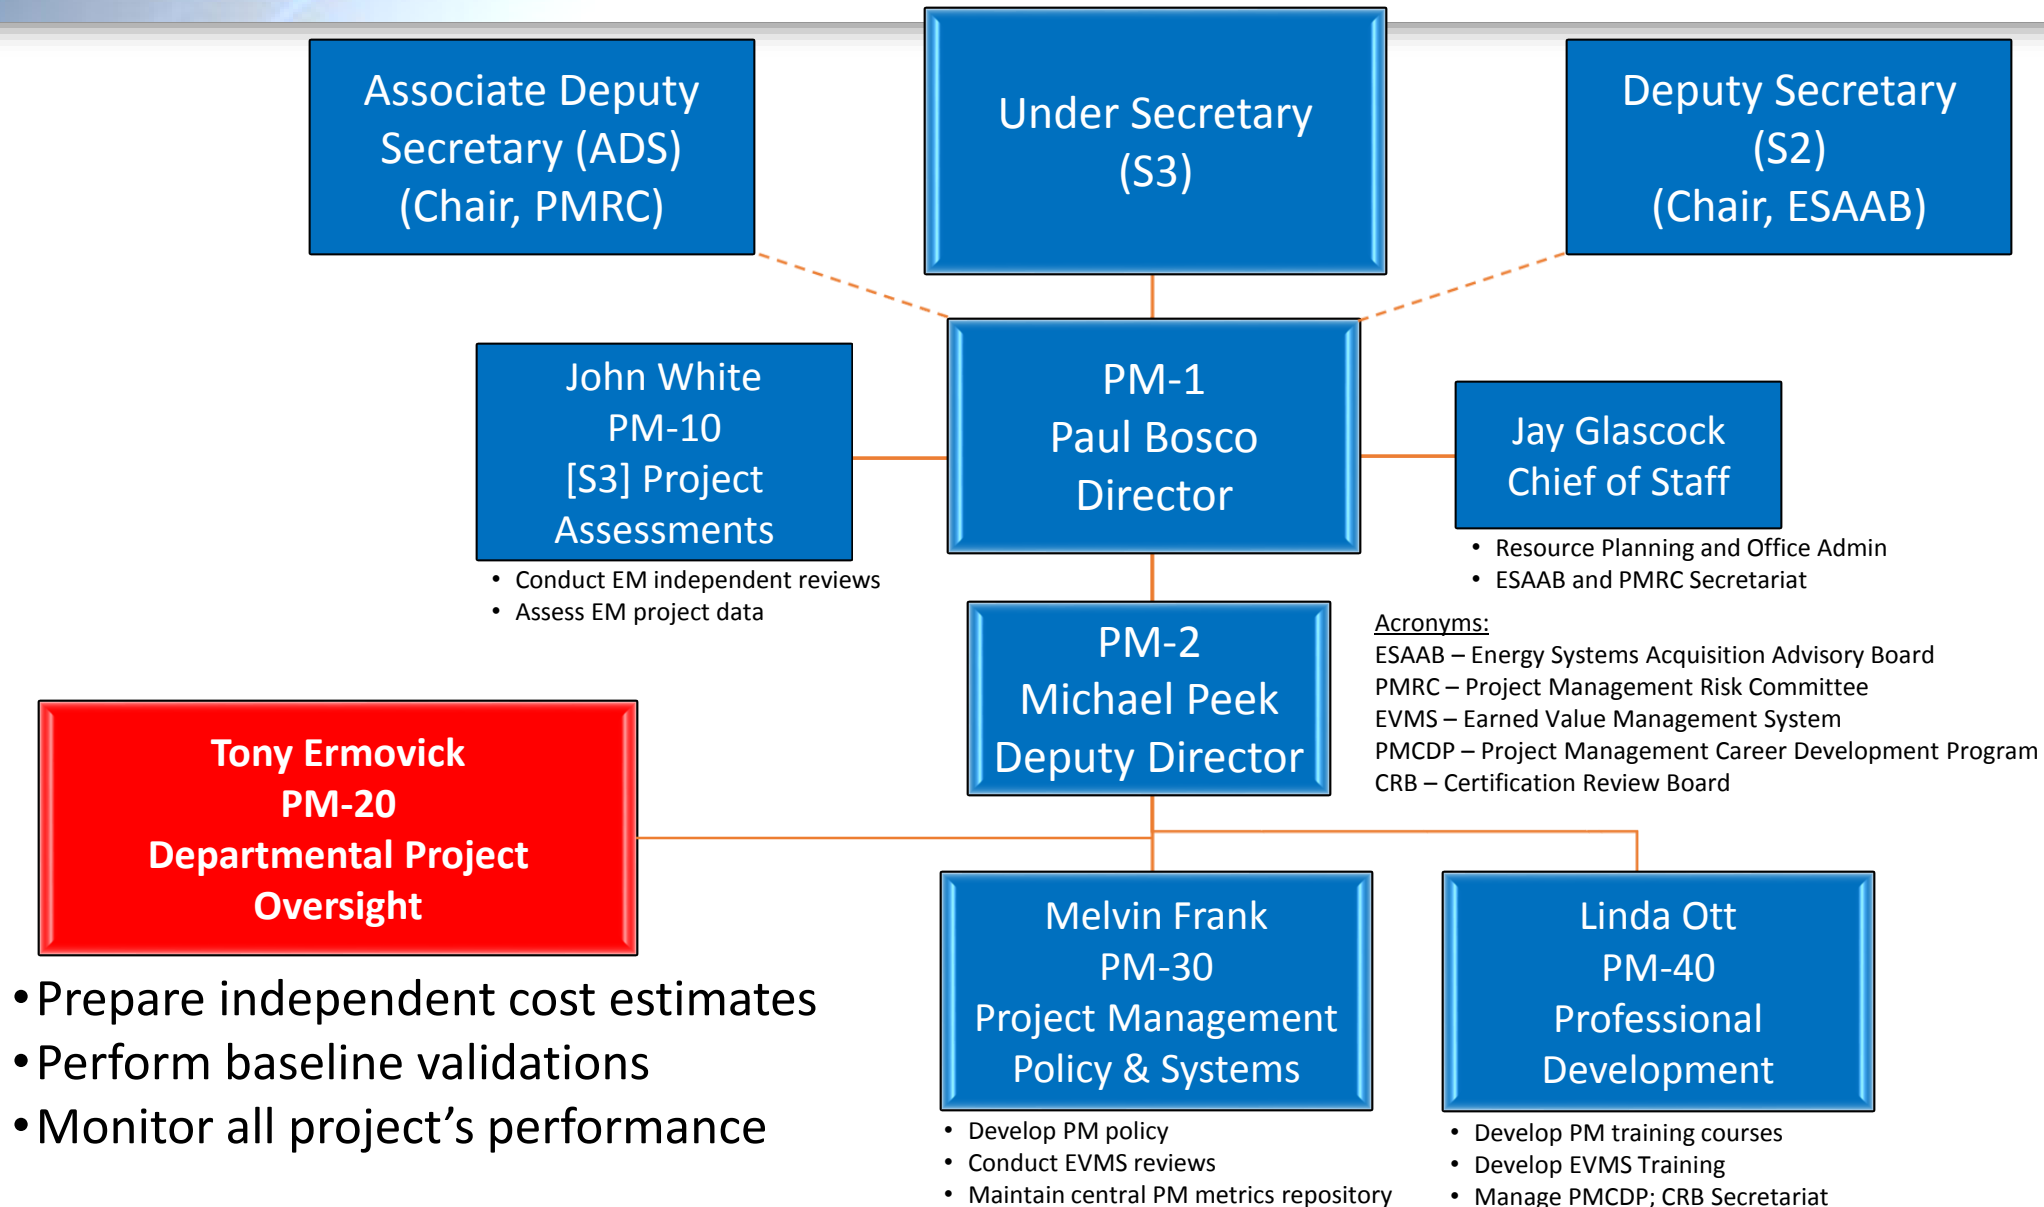 Associate Deputy
Secretary (ADS)
(Chair, PMRC)
Under Secretary
(S3)
Deputy Secretary
(S2)
(Chair, ESAAB)
John White
PM-10
[S3] Project
Assessments
• Conduct EM independent reviews
• Assess EM project data
PM-1
Paul Bosco
Director
Jay Glascock
Chief of Staff
• Resource Planning and Office Admin
• ESAAB and PMRC Secretariat
PM-2
Michael Peek
Deputy Director
Acronyms:
ESAAB – Energy Systems Acquisition Advisory Board
PMRC – Project Management Risk Committee
EVMS – Earned Value Management System
PMCDP – Project Management Career Development Program
CRB – Certification Review Board
Tony Ermovick
PM-20
Departmental Project
Oversight
• Prepare independent cost estimates
• Perform baseline validations
• Monitor all project’s performance
Melvin Frank
PM-30
Project Management
Policy & Systems
• Develop PM policy
• Conduct EVMS reviews
• Maintain central PM metrics repository
Linda Ott
PM-40
Professional
Development
• Develop PM training courses
• Develop EVMS Training
• Manage PMCDP; CRB Secretariat